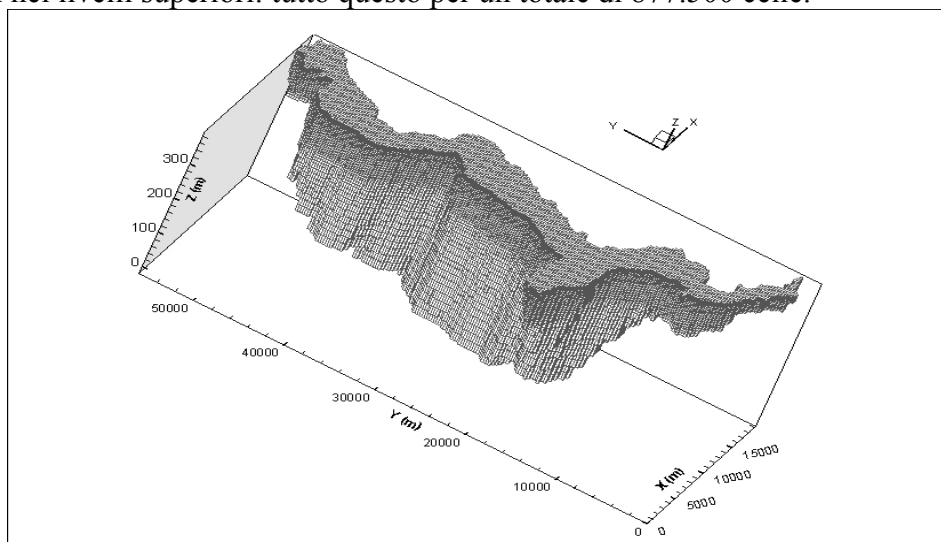 nei livelli superiori: tutto questo per un totale di 877.500 celle.
Y
Z
X
300
200
100
0
Z (m)
50000
40000
30000
20000
10000
0
Y (m)
0
5000
10000
15000
X (m)